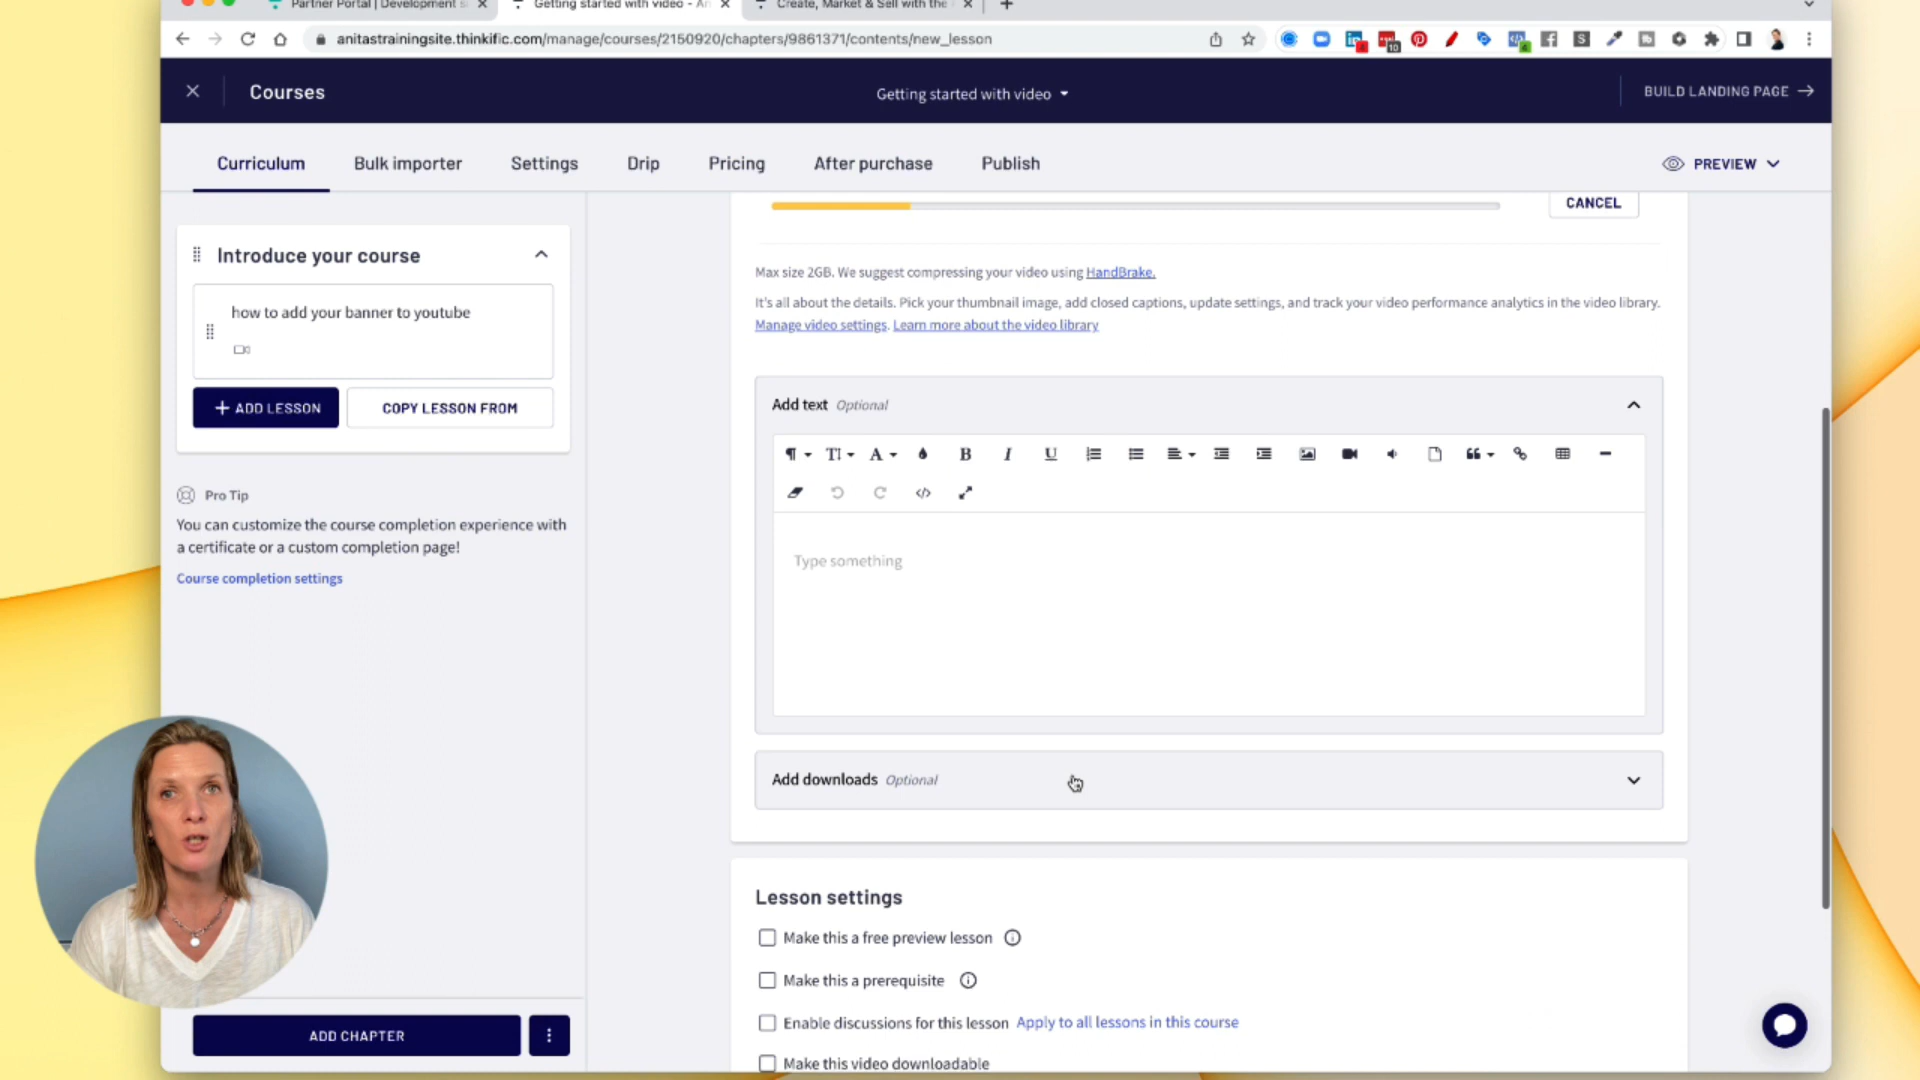 Partner Portal | Development s
Getting started with video - An
Create, Market & Sell with the
anitastrainingsite.thinkific.com/manage/courses/2150920/chapters/9861371/contents/new_lesson
Courses
Getting started with video
BUILD LANDING PAGE
Curriculum
Bulk importer
Settings
Drip
Pricing
After purchase
Publish
PREVIEW
CANCEL
Introduce your course
how to add your banner to youtube
+ ADD LESSON
COPY LESSON FROM
Pro Tip
You can customize the course completion experience with
a certificate or a custom completion page!
Course completion settings
ADD CHAPTER
Max size 2GB. We suggest compressing your video using HandBrake.
It's all about the details. Pick your thumbnail image, add closed captions, update settings, and track your video performance analytics in the video library.
Manage video settings. Learn more about the video library
Add text Optional
Type something
Add downloads Optional
Lesson settings
Make this a free preview lesson
Make this a prerequisite
Enable discussions for this lesson Apply to all lessons in this course
Make this video downloadable